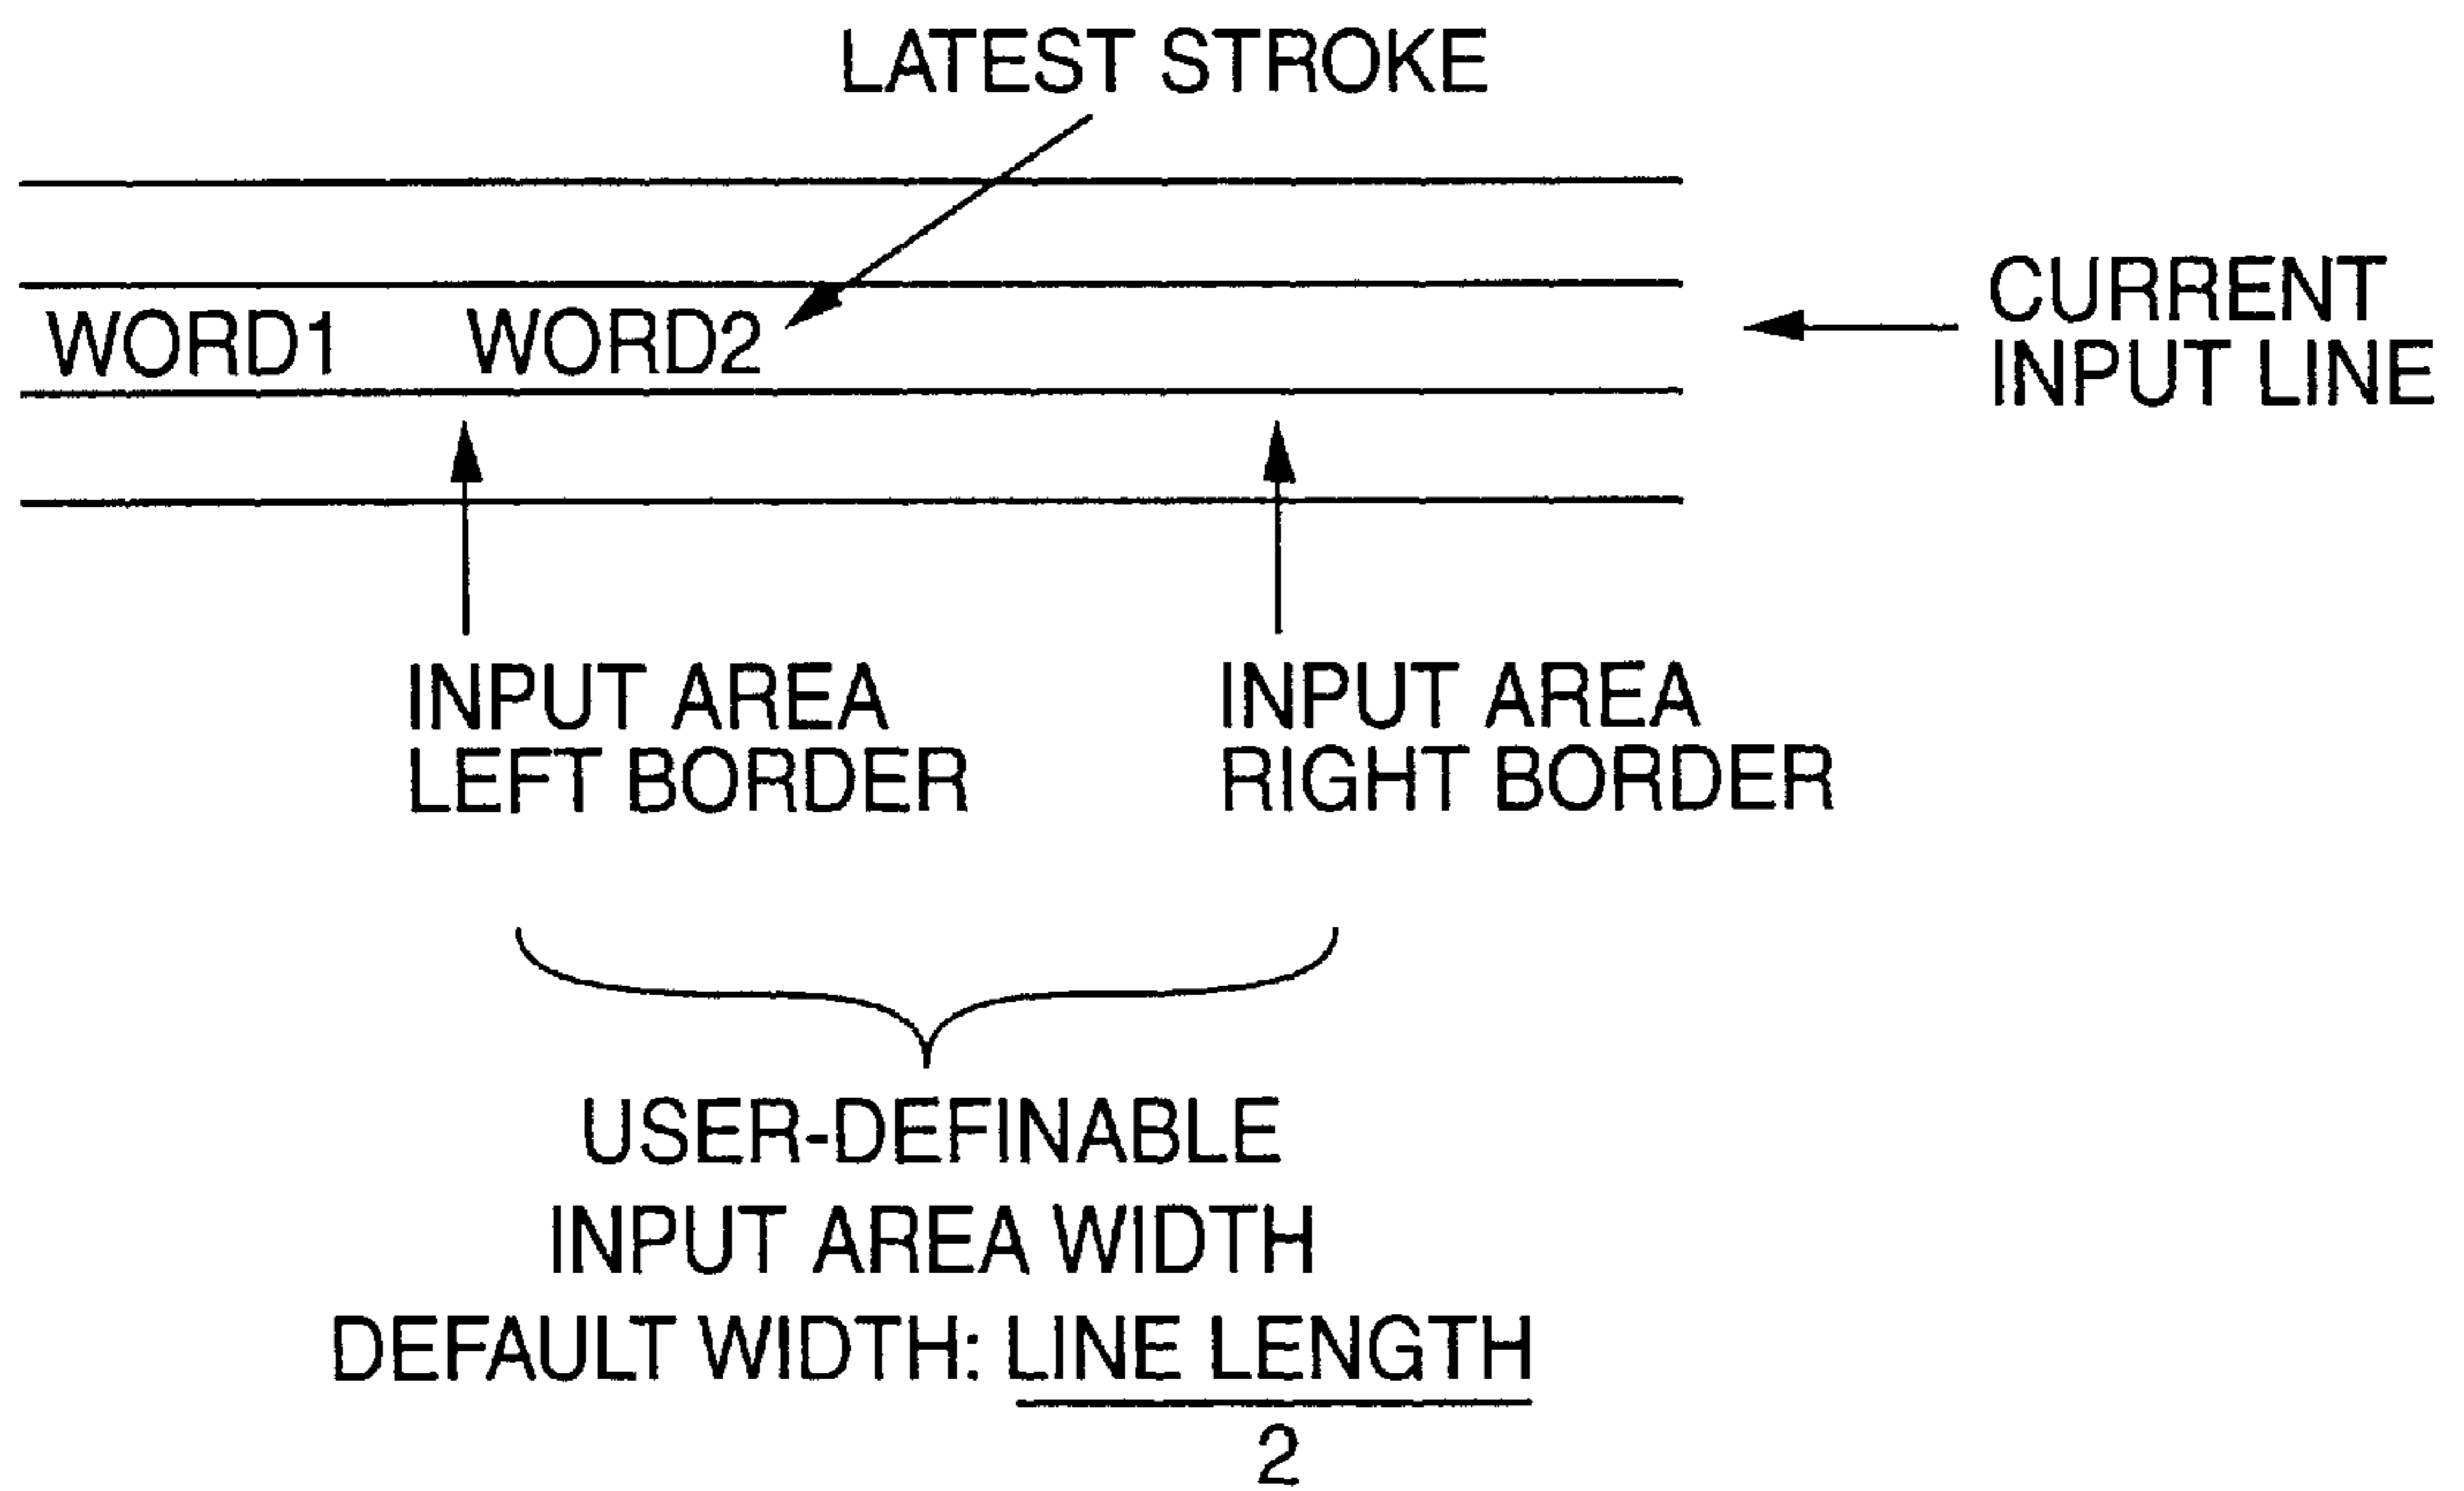 LATEST STROKE
WORD1 WORD2
CURRENT
INPUT LINE
INPUT AREA
LEFT BORDER
INPUT AREA
RIGHT BORDER
USER-DEFINABLE
INPUT AREA WIDTH
DEFAULT WIDTH: LINE LENGTH
2